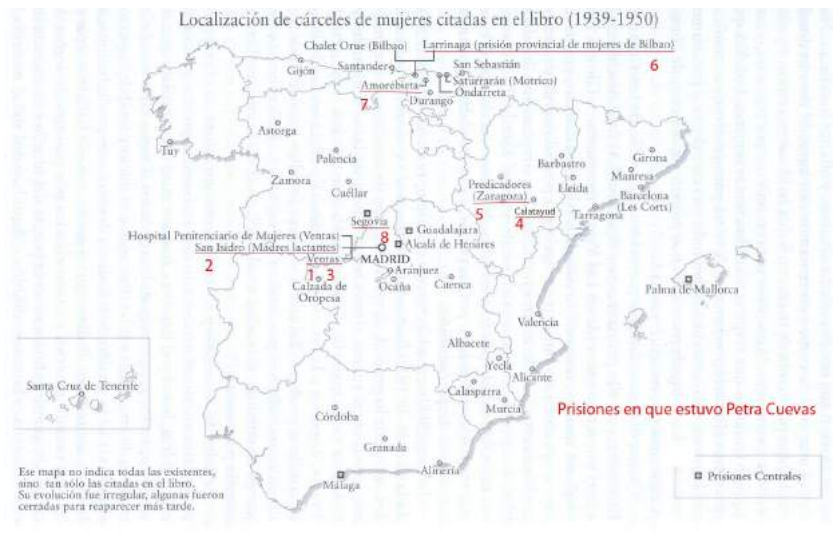 Localización de cárceles de mujeres citadas en el libro (1939-1950)
Chalet Orue (Bilbao)
Larrinaga (prisión provincial de mujeres de Bilbao)
6
Gijón
Santander
San Sebastián
Saturrarán (Motrico)
Ondarreta
Amorebieta
7
Durango
Tuy
Astorga
Palencia
Zamora
Cuéllar
Barbastro
Girona
Manresa
Predicadores
(Zaragoza)
5
Lleida
Barcelona
(Les Corts)
Calatayud
4
Tarragona
Segovia
8
Guadalajara
Hospital Penitenciario de Mujeres (Ventas)
San Isidro (Madres lactantes)
2
Alcalá de Henares
MADRID
Ventas
1 3
Aranjuez
Calzada de
Oropesa
Ocaña
Cuenca
Palma de Mallorca
Valencia
Albacete
Yecla
Alicante
Santa Cruz de Tenerife
Calasparra
Murcia
Prisiones en que estuvo Petra Cuevas
Córdoba
Granada
Almería
Málaga
Ese mapa no indica todas las existentes,
sino tan sólo las citadas en el libro.
Su evolución fue irregular, algunas fueron
cerradas para reaparecer más tarde.
Prisiones Centrales